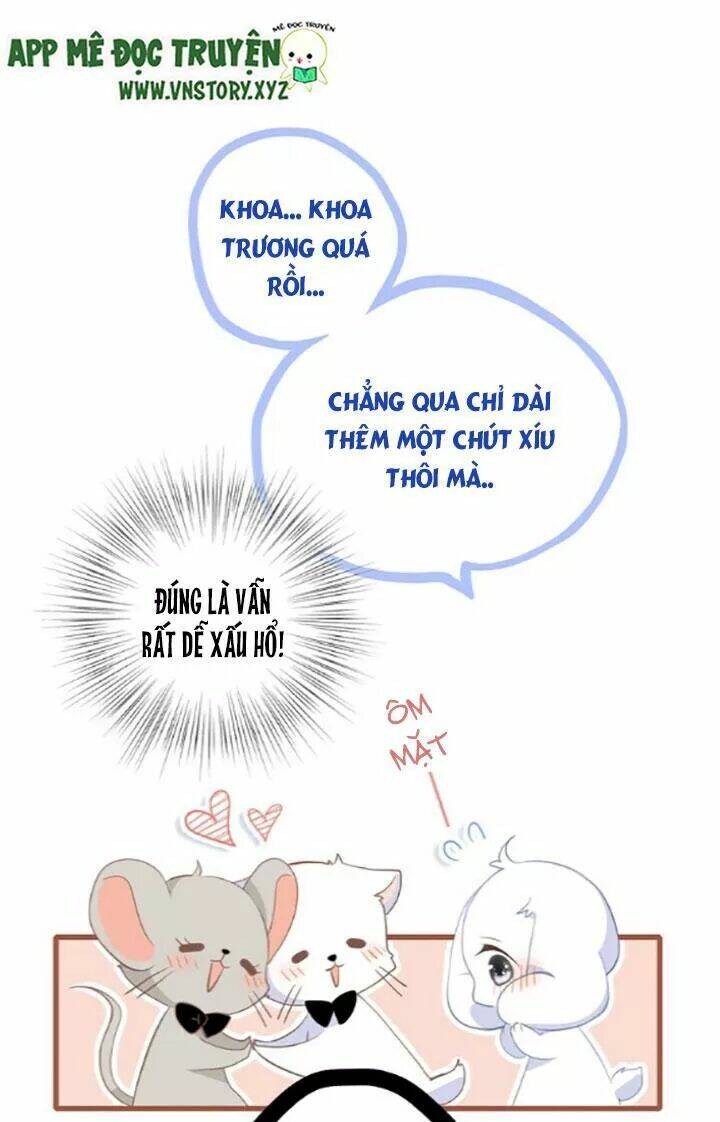 MÊ ĐỌC TRUYỆN
APP MÊ ĐỌC TRUYỆN
WWW.VNSTORY.XYZ
KHOA... KHOA
TRƯƠNG QUÁ
RỒI...
CHẲNG QUA CHỈ DÀI
THÊM MỘT CHÚT XÍU
THÔI MÀ..
ĐÚNG LÀ VẪN
RẤT DỄ XẤU HỔ!
ÔM
MẶT